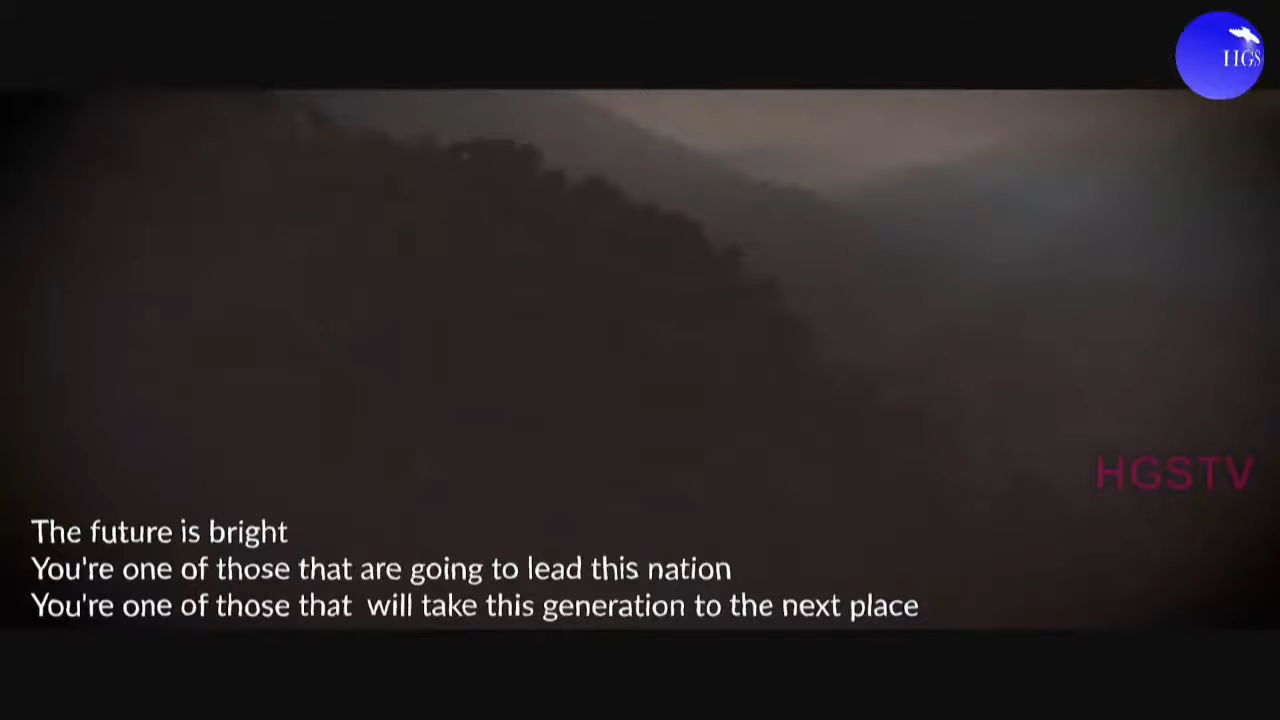 HGS
HGSTV
The future is bright
You're one of those that are going to lead this nation
You're one of those that  will take this generation to the next place